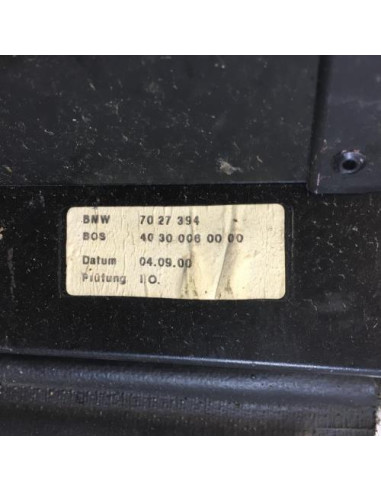 BMW 70 27 394
BOS 40 30 006 00 00
Datum 04.09.00
Prüfung I.O.